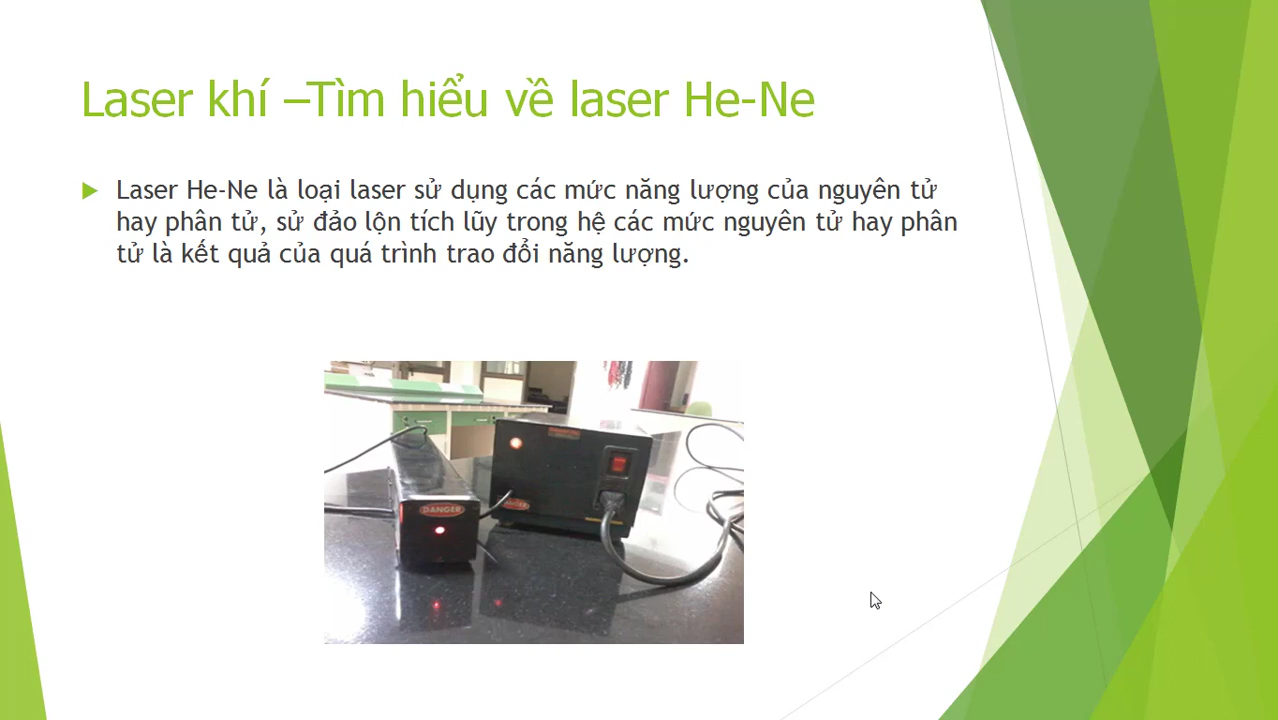 Laser khí –Tìm hiểu về laser He-Ne
Laser He-Ne là loại laser sử dụng các mức năng lượng của nguyên tử
hay phân tử, sử đảo lộn tích lũy trong hệ các mức nguyên tử hay phân
tử là kết quả của quá trình trao đổi năng lượng.
DANGER
DANGER